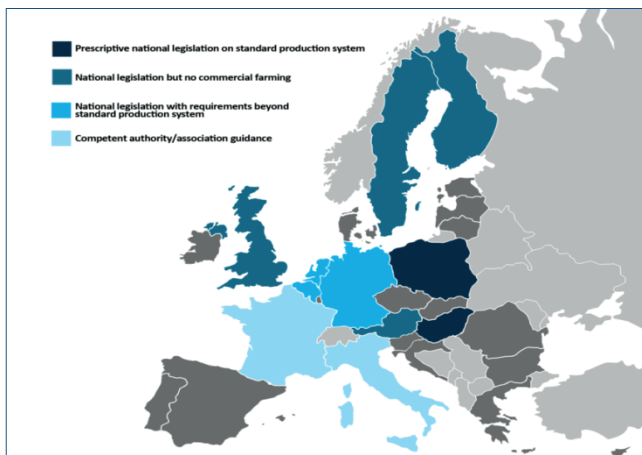 Prescriptive national legislation on standard production system
National legislation but no commercial farming
National legislation with requirements beyond
standard production system
Competent authority/association guidance